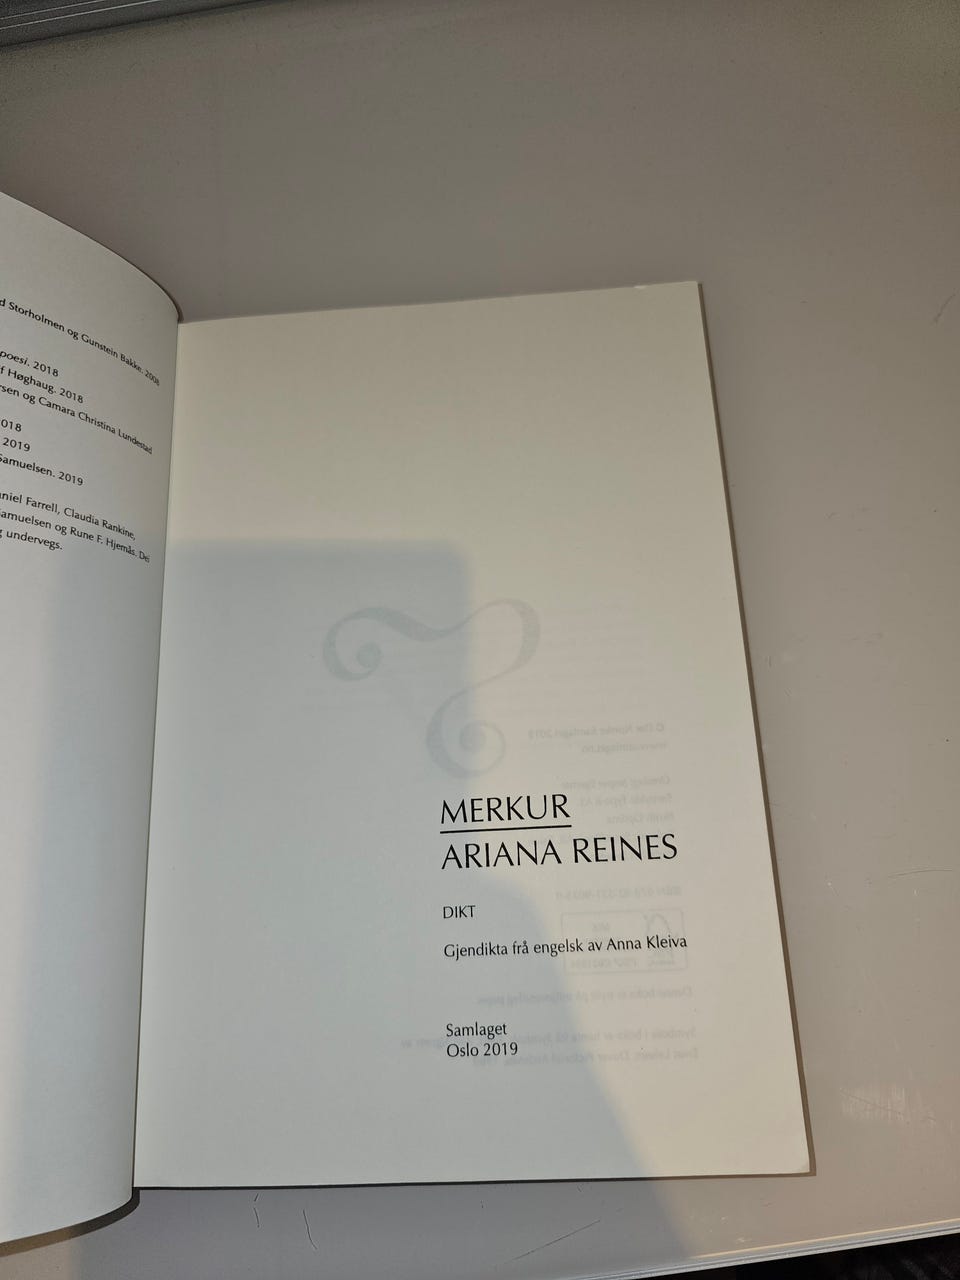 d Storholmen og Gunstein Bakke. 2008
poesi. 2018
f Høghaug. 2018
rsen og Camara Christina Lundestad
018
2019
Samuelsen. 2019
niel Farrell, Claudia Rankine,
amuelsen og Rune F. Hjemås. Dei
g undervegs.
MERKUR
ARIANA REINES
DIKT
Gjendikta frå engelsk av Anna Kleiva
Samlaget
Oslo 2019